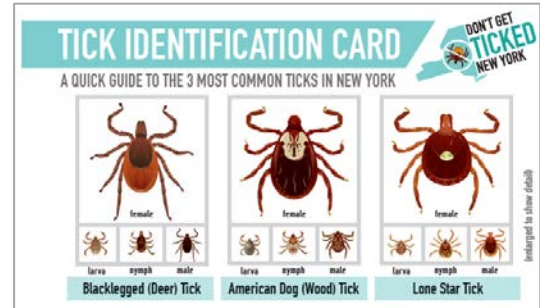 TICK IDENTIFICATION CARD
DON'T GET
TICKED
NEW YORK
A QUICK GUIDE TO THE 3 MOST COMMON TICKS IN NEW YORK
female
female
female
larva nymph male
larva nymph male
larva nymph male
Blacklegged (Deer) Tick
American Dog (Wood) Tick
Lone Star Tick
(enlarged to show detail)